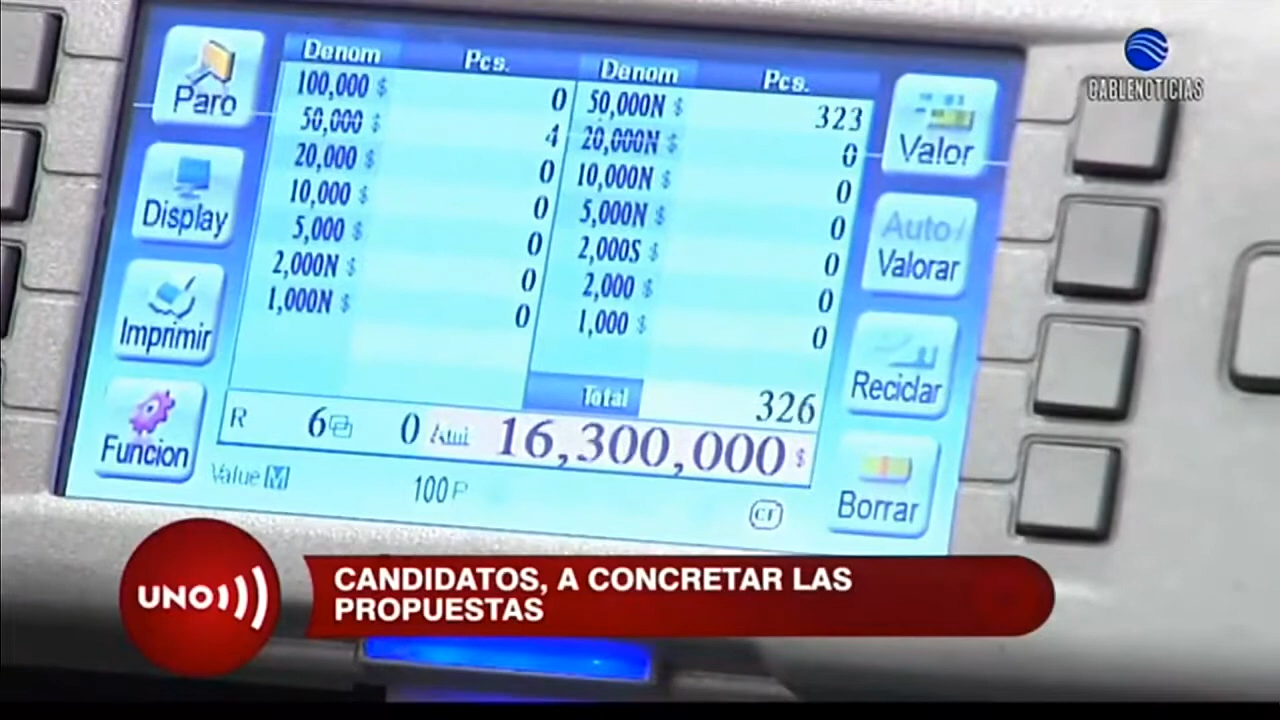 CABLENOTICIAS
Paro
Display
Imprimir
Funcion
Denom Pcs. Denom Pcs.
100,000 $ 0 50,000N $ 323
50,000 $ 4 20,000N $ 0
20,000 $ 0 10,000N $ 0
10,000 $ 0 5,000N $ 0
5,000 $ 0 2,000S $ 0
2,000N $ 0 2,000 $ 0
1,000N $ 0 1,000 $ 0
Total 326
R 6 0 16,300,000 $
Value M 100 P CF
Valor
Auto/
Valorar
Reciclar
Borrar
UNO1
CANDIDATOS, A CONCRETAR LAS
PROPUESTAS